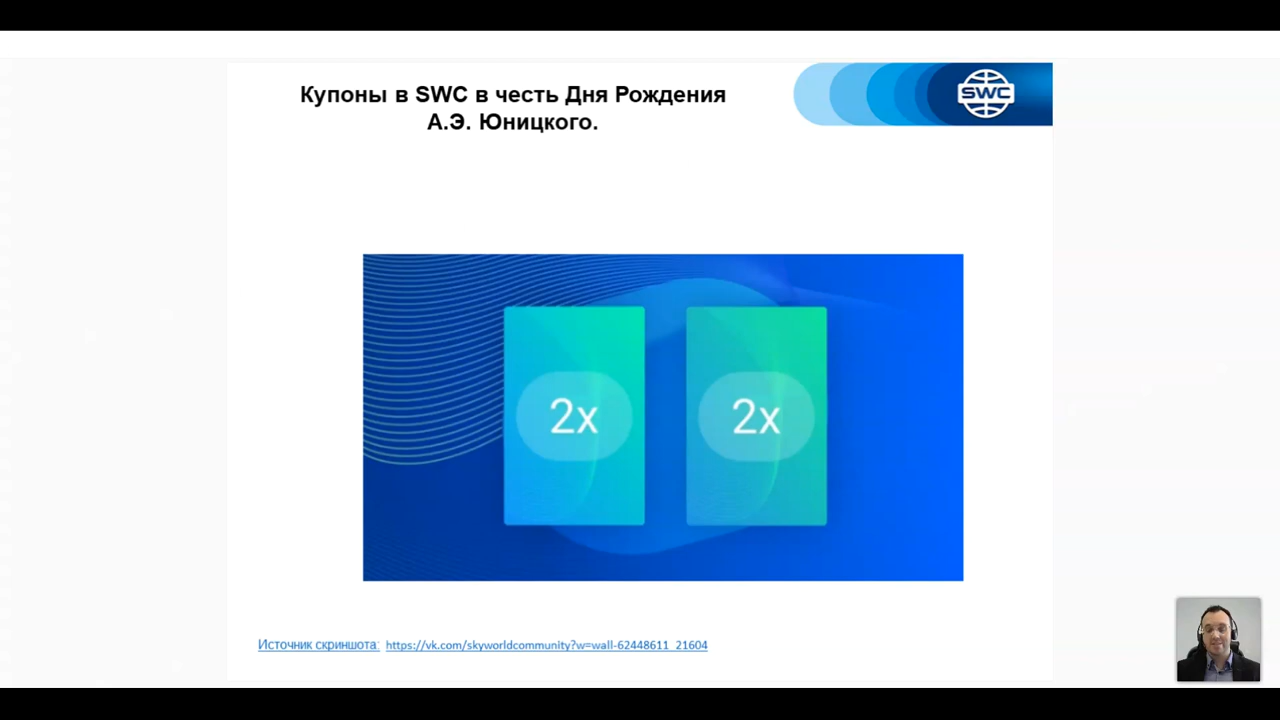 Купоны в SWC в честь Дня Рождения
А.Э. Юницкого.
SWC
2x 2x
Источник скриншота: https://vk.com/skyworldcommunity?w=wall-62448611_21604